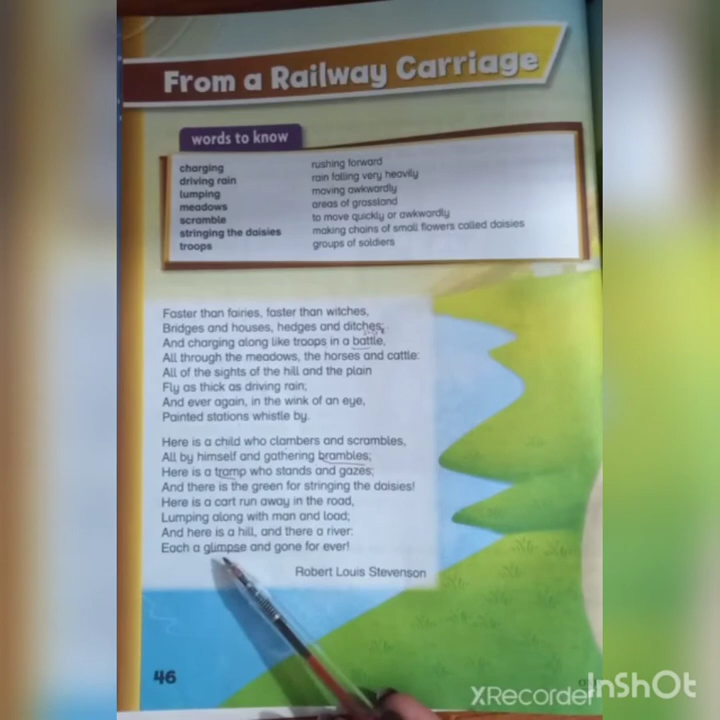 From a Railway Carriage
words to know
charging rushing forward
driving rain rain falling very heavily
lumping moving awkwardly
meadows areas of grassland
scramble to move quickly or awkwardly
stringing the daisies making chains of small flowers called daisies
troops groups of soldiers
Faster than fairies, faster than witches,
Bridges and houses, hedges and ditches;
And charging along like troops in a battle,
All through the meadows, the horses and cattle:
All of the sights of the hill and the plain
Fly as thick as driving rain;
And ever again, in the wink of an eye,
Painted stations whistle by.
Here is a child who clambers and scrambles,
All by himself and gathering brambles;
Here is a tramp who stands and gazes;
And there is the green for stringing the daisies!
Here is a cart run away in the road,
Lumping along with man and load;
And here is a hill, and there a river:
Each a glimpse and gone for ever!
Robert Louis Stevenson
46
XRecorder
InShOt